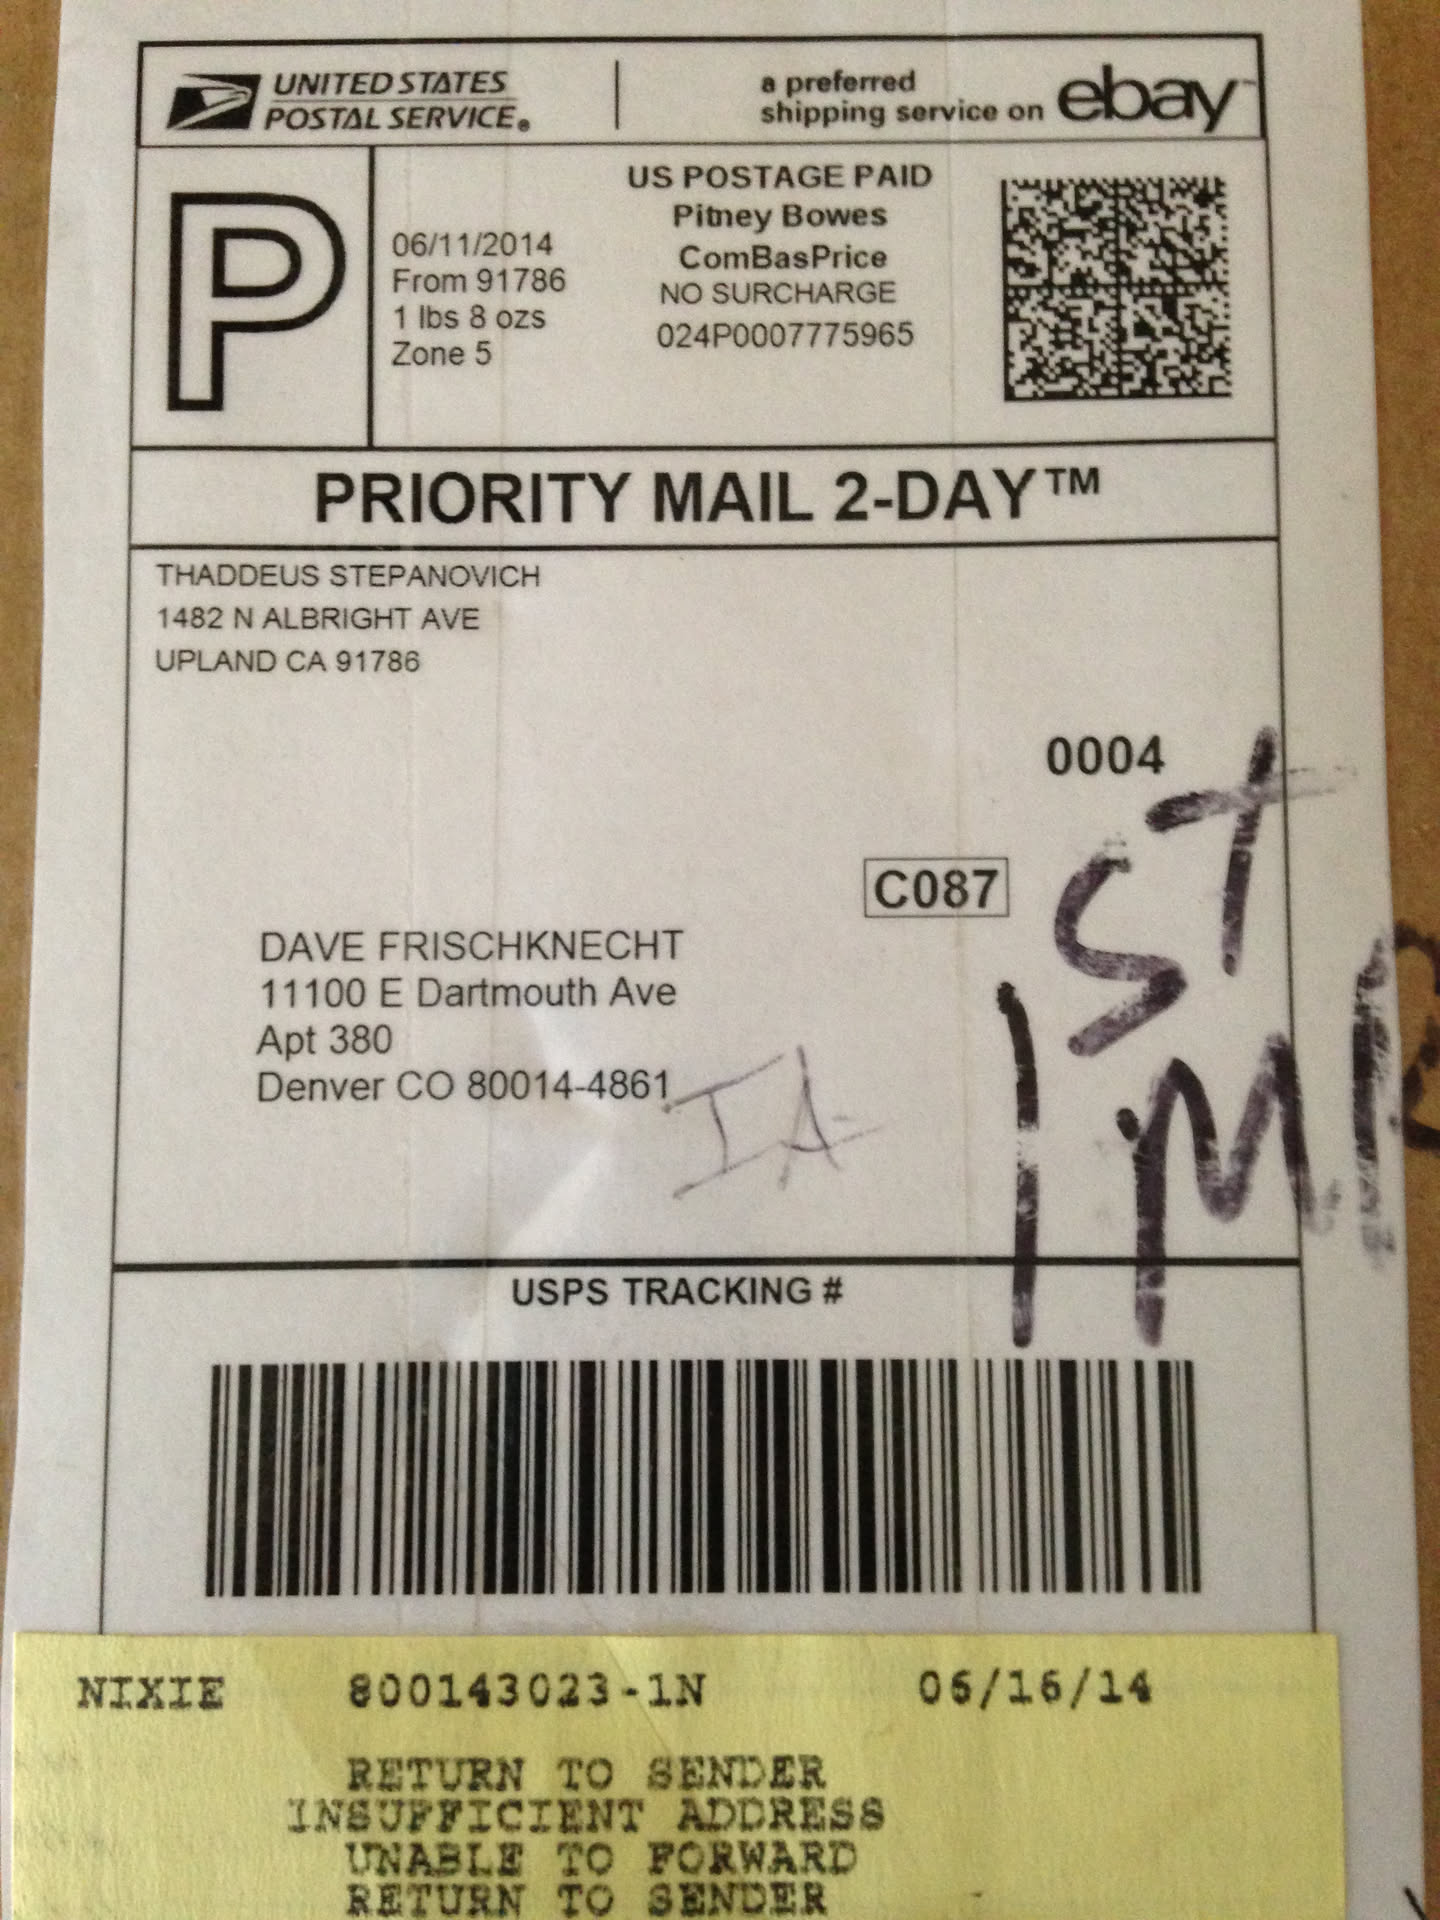 UNITED STATES
POSTAL SERVICE®
a preferred
shipping service on ebay™
P
06/11/2014
From 91786
1 lbs 8 ozs
Zone 5
US POSTAGE PAID
Pitney Bowes
ComBasPrice
NO SURCHARGE
024P0007775965
PRIORITY MAIL 2-DAY™
THADDEUS STEPANOVICH
1482 N ALBRIGHT AVE
UPLAND CA 91786
0004
C087
DAVE FRISCHKNECHT
11100 E Dartmouth Ave
Apt 380
Denver CO 80014-4861
IA
USPS TRACKING #
NIXIE 800143023-1N 06/16/14
RETURN TO SENDER
INSUFFICIENT ADDRESS
UNABLE TO FORWARD
RETURN TO SENDER